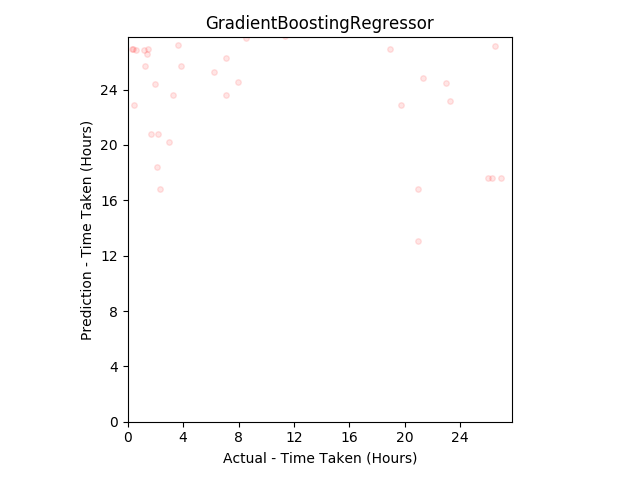 GradientBoostingRegressor
Prediction - Time Taken (Hours)
24
20
16
12
8
4
0
0 4 8 12 16 20 24
Actual - Time Taken (Hours)